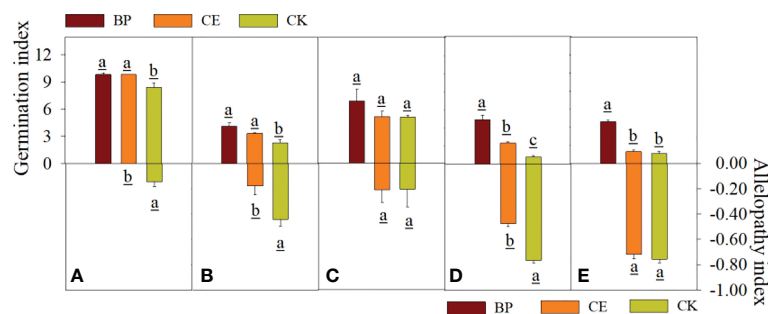 BP CE CK
Germination index
12
9
6
3
0
a a b
a a b
a a a
a b c
a b b
b a
b a
a a
b a
a a
A B C D E
0.00
-0.20
-0.40
-0.60
-0.80
-1.00
Allelopathy index
BP CE CK